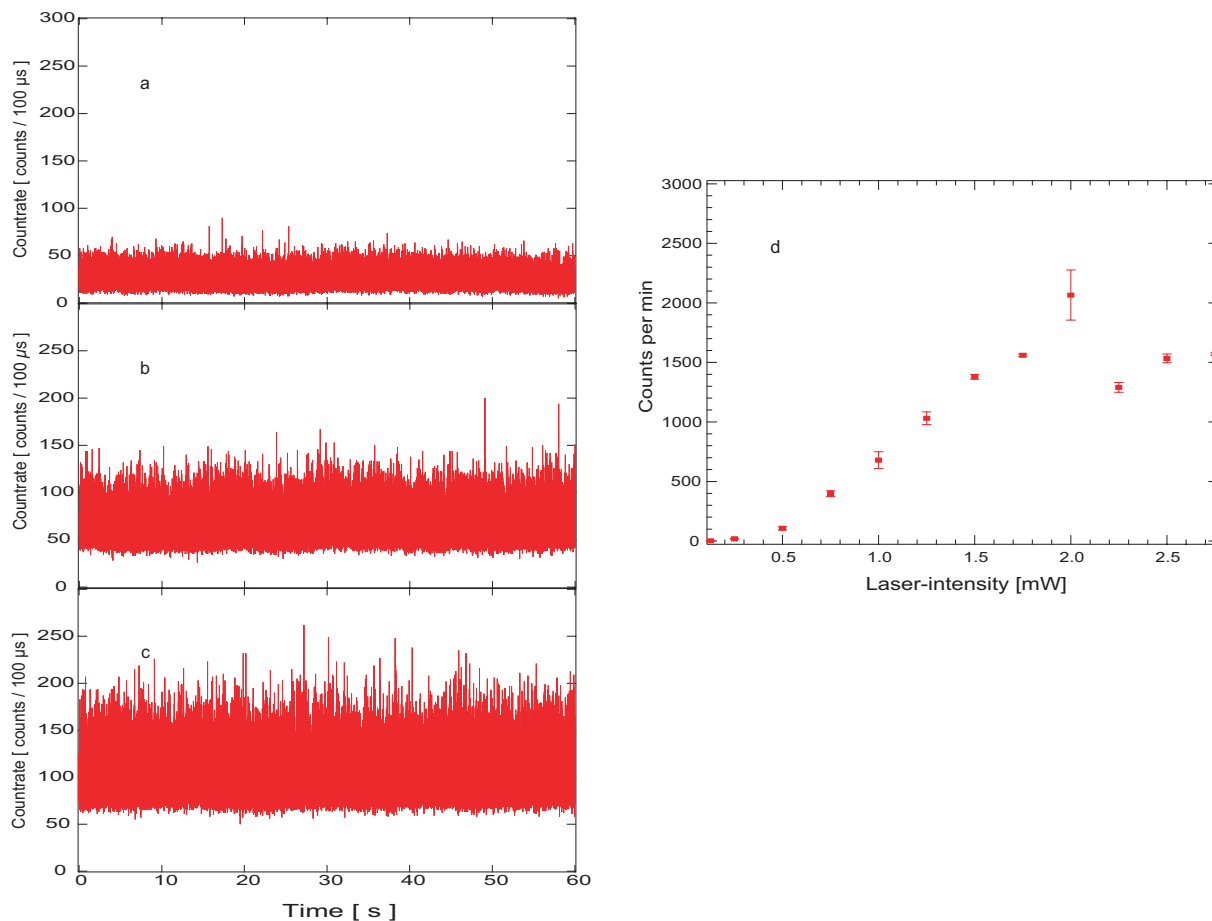 300
250
200
150
100
50
0
Countrate [ counts / 100 µs ]
a
250
200
150
100
50
0
Countrate [ counts / 100 µs ]
b
250
200
150
100
50
0
Countrate [ counts / 100 µs ]
c
0 10 20 30 40 50 60
Time [ s ]
3000
2500
2000
1500
1000
500
0
Counts per min
d
0.5 1.0 1.5 2.0 2.5
Laser-intensity [mW]